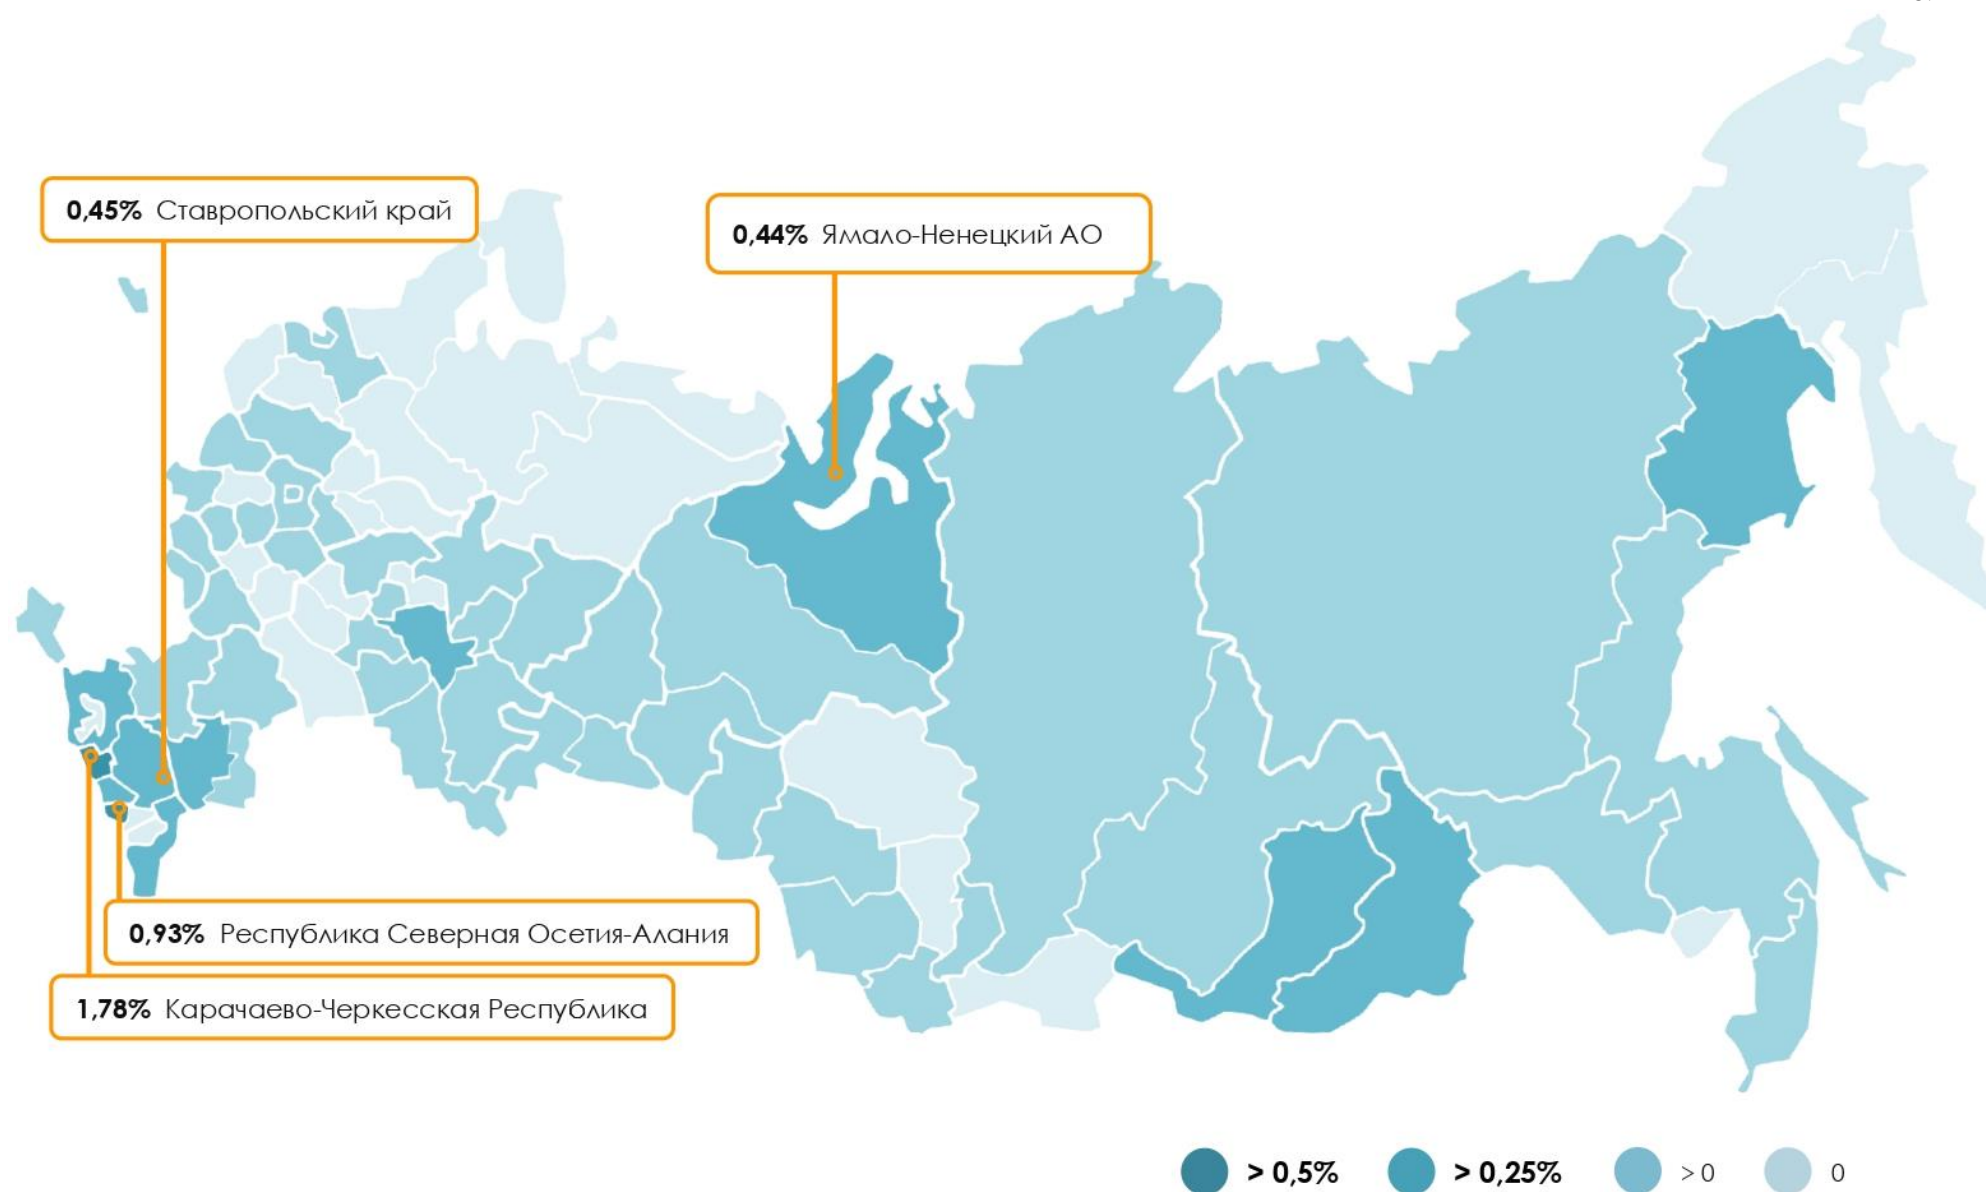 0,45% Ставропольский край
0,44% Ямало-Ненецкий АО
0,93% Республика Северная Осетия-Алания
1,78% Карачаево-Черкесская Республика
> 0,5% > 0,25% > 0 0